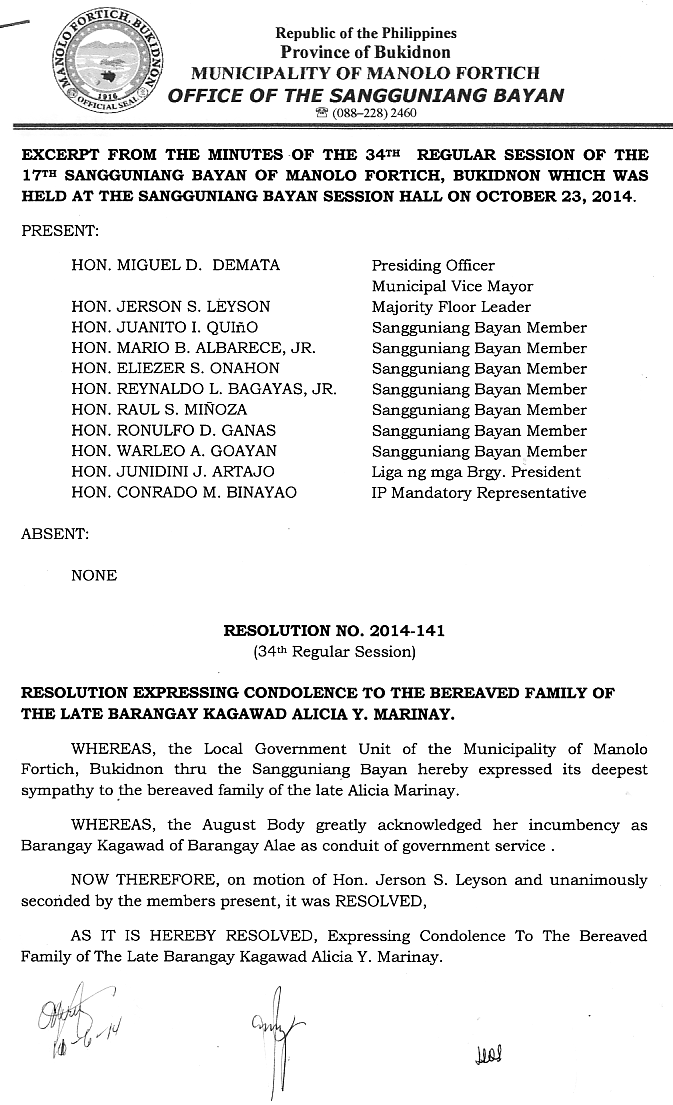 MANOLO FORTICH, BUKIDNON
1916
OFFICIAL SEAL
Republic of the Philippines
Province of Bukidnon
MUNICIPALITY OF MANOLO FORTICH
OFFICE OF THE SANGGUNIANG BAYAN
☏ (088–228) 2460
EXCERPT FROM THE MINUTES OF THE 34TH REGULAR SESSION OF THE
17TH SANGGUNIANG BAYAN OF MANOLO FORTICH, BUKIDNON WHICH WAS
HELD AT THE SANGGUNIANG BAYAN SESSION HALL ON OCTOBER 23, 2014.
PRESENT:
HON. MIGUEL D. DEMATA Presiding Officer
Municipal Vice Mayor
HON. JERSON S. LEYSON Majority Floor Leader
HON. JUANITO I. QUIñO Sangguniang Bayan Member
HON. MARIO B. ALBARECE, JR. Sangguniang Bayan Member
HON. ELIEZER S. ONAHON Sangguniang Bayan Member
HON. REYNALDO L. BAGAYAS, JR. Sangguniang Bayan Member
HON. RAUL S. MIÑOZA Sangguniang Bayan Member
HON. RONULFO D. GANAS Sangguniang Bayan Member
HON. WARLEO A. GOAYAN Sangguniang Bayan Member
HON. JUNIDINI J. ARTAJO Liga ng mga Brgy. President
HON. CONRADO M. BINAYAO IP Mandatory Representative
ABSENT:
NONE
RESOLUTION NO. 2014-141
(34th Regular Session)
RESOLUTION EXPRESSING CONDOLENCE TO THE BEREAVED FAMILY OF
THE LATE BARANGAY KAGAWAD ALICIA Y. MARINAY.
WHEREAS, the Local Government Unit of the Municipality of Manolo
Fortich, Bukidnon thru the Sangguniang Bayan hereby expressed its deepest
sympathy to the bereaved family of the late Alicia Marinay.
WHEREAS, the August Body greatly acknowledged her incumbency as
Barangay Kagawad of Barangay Alae as conduit of government service .
NOW THEREFORE, on motion of Hon. Jerson S. Leyson and unanimously
seconded by the members present, it was RESOLVED,
AS IT IS HEREBY RESOLVED, Expressing Condolence To The Bereaved
Family of The Late Barangay Kagawad Alicia Y. Marinay.